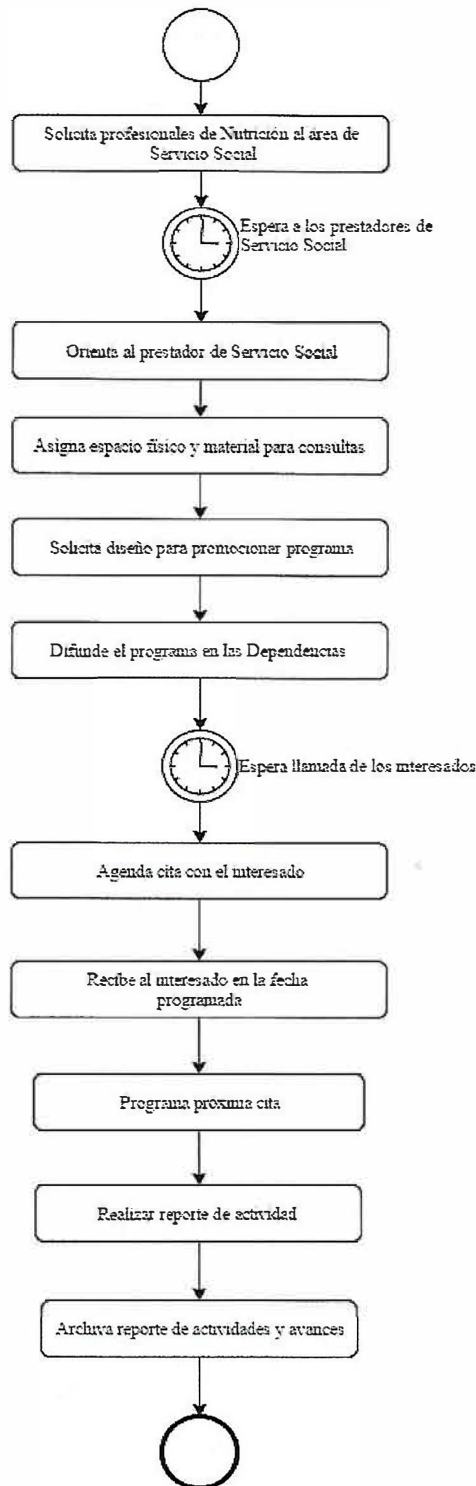 Solicita profesionales de Nutrición al área de
Servicio Social
Espera a los prestadores de
Servicio Social
Orienta al prestador de Servicio Social
Asigna espacio físico y material para consultas
Solicita diseño para promocionar programa
Difunde el programa en las Dependencias
Espera llamada de los interesados
Agenda cita con el interesado
Recibe al interesado en la fecha
programada
Programa próxima cita
Realizar reporte de actividad
Archiva reporte de actividades y avances